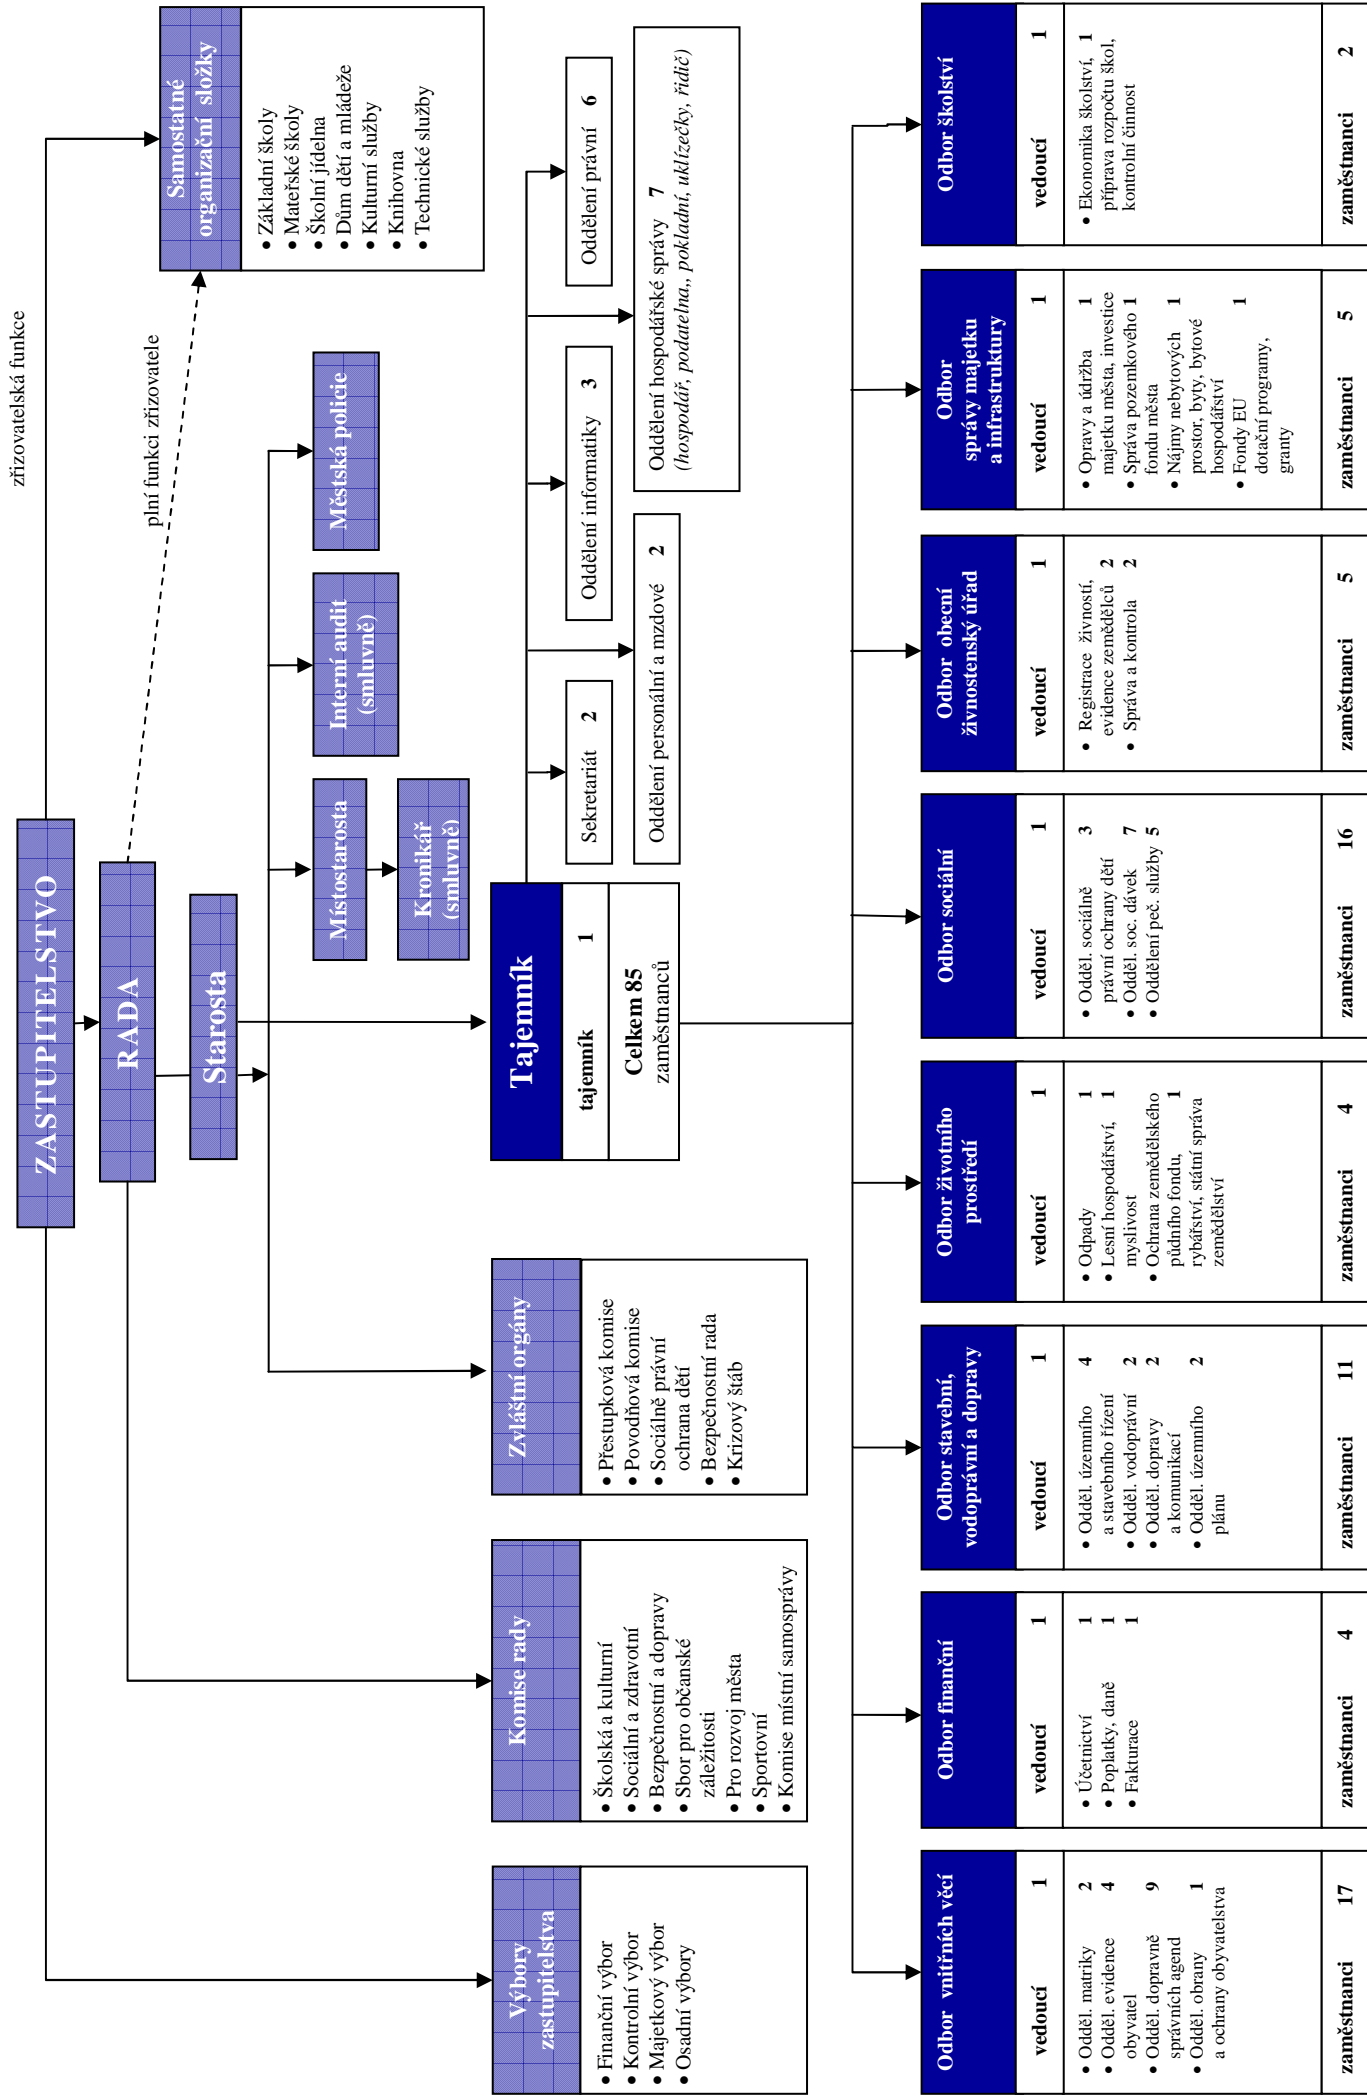 zřizovatelská funkce
ZASTUPITELSTVO
RADA
plní funkci zřizovatele
Samostatné
organizační složky
• Základní školy
• Mateřské školy
• Školní jídelna
• Dům dětí a mládeže
• Kulturní služby
• Knihovna
• Technické služby
Starosta
Místostarosta
Kronikář
(smluvně)
Interní audit
(smluvně)
Městská policie
Výbory
zastupitelstva
• Finanční výbor
• Kontrolní výbor
• Majetkový výbor
• Osadní výbory
Komise rady
• Školská a kulturní
• Sociální a zdravotní
• Bezpečnostní a dopravy
• Sbor pro občanské
záležitosti
• Pro rozvoj města
• Sportovní
• Komise místní samosprávy
Zvláštní orgány
• Přestupková komise
• Povodňová komise
• Sociálně právní
ochrana dětí
• Bezpečnostní rada
• Krizový štáb
Tajemník
tajemník 1
Celkem 85
zaměstnanců
Sekretariát 2
Oddělení informatiky 3
Oddělení právní 6
Oddělení personální a mzdové 2
Oddělení hospodářské správy 7
(hospodář, podatelna,, pokladní, uklízečky, řidič)
Odbor vnitřních věcí
vedoucí 1
• Odděl. matriky 2
• Odděl. evidence 4
obyvatel
• Odděl. dopravně 9
správních agend
• Odděl. obrany 1
a ochrany obyvatelstva
zaměstnanci 17
Odbor finanční
vedoucí 1
• Účetnictví 1
• Poplatky, daně 1
• Fakturace 1
zaměstnanci 4
Odbor stavební,
vodoprávní a dopravy
vedoucí 1
• Odděl. územního 4
a stavebního řízení
• Odděl. vodoprávní 2
• Odděl. dopravy 2
a komunikací
• Odděl. územního 2
plánu
zaměstnanci 11
Odbor životního
prostředí
vedoucí 1
• Odpady 1
• Lesní hospodářství, 1
myslivost
• Ochrana zemědělského
půdního fondu, 1
rybářství, státní správa
zemědělství
zaměstnanci 4
Odbor sociální
vedoucí 1
• Odděl. sociálně 3
právní ochrany dětí
• Odděl. soc. dávek 7
• Oddělení peč. služby 5
zaměstnanci 16
Odbor obecní
živnostenský úřad
vedoucí 1
• Registrace živností,
evidence zemědělců 2
• Správa a kontrola 2
zaměstnanci 5
Odbor
správy majetku
a infrastruktury
vedoucí 1
• Opravy a údržba 1
majetku města, investice
• Správa pozemkového 1
fondu města
• Nájmy nebytových 1
prostor, byty, bytové
hospodářství
• Fondy EU 1
dotační programy,
granty
zaměstnanci 5
Odbor školství
vedoucí 1
• Ekonomika školství, 1
příprava rozpočtu škol,
kontrolní činnost
zaměstnanci 2